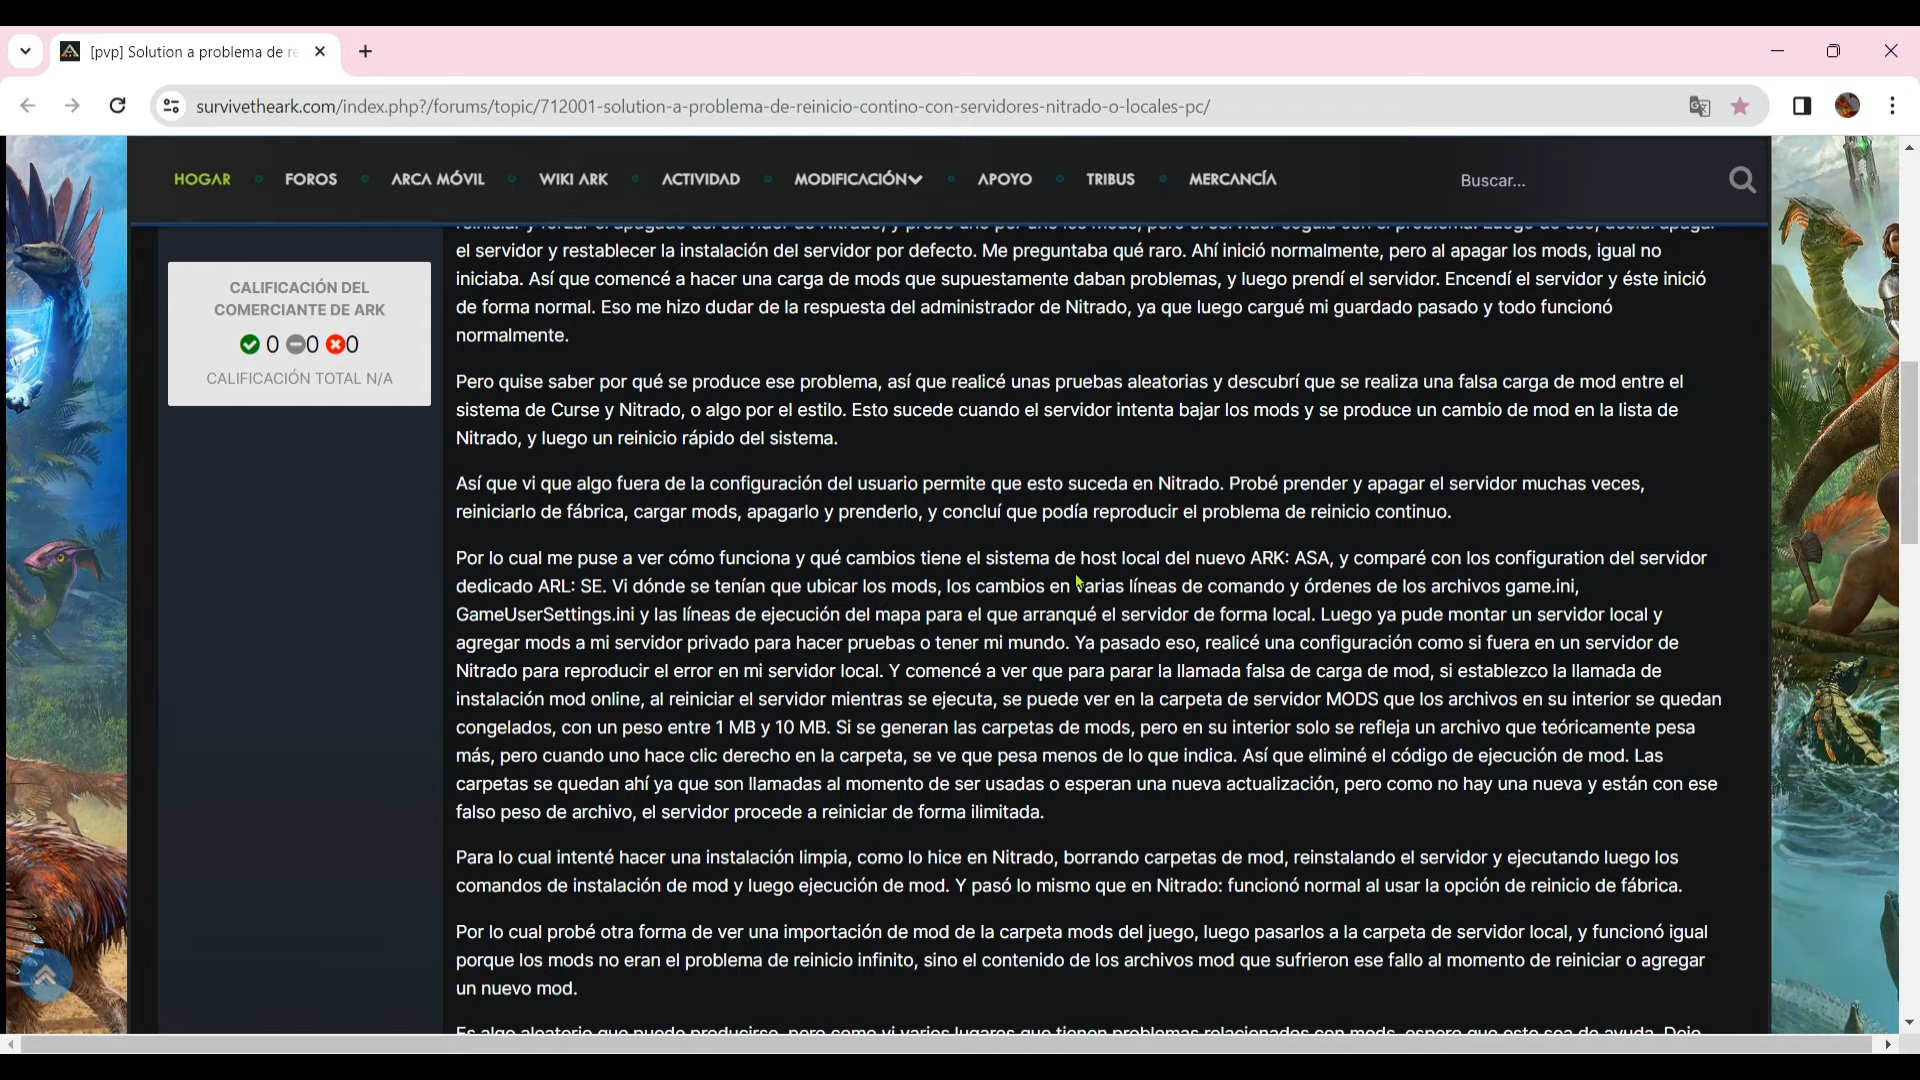 [pvp] Solution a problema de re
survivetheark.com/index.php?/forums/topic/712001-solution-a-problema-de-reinicio-contino-con-servidores-nitrado-o-locales-pc/
HOGAR FOROS ARCA MÓVIL WIKI ARK ACTIVIDAD MODIFICACIÓN APOYO TRIBUS MERCANCÍA Buscar...
CALIFICACIÓN DEL
COMERCIANTE DE ARK
0 0 0
CALIFICACIÓN TOTAL N/A
el servidor y restablecer la instalación del servidor por defecto. Me preguntaba qué raro. Ahí inició normalmente, pero al apagar los mods, igual no
iniciaba. Así que comencé a hacer una carga de mods que supuestamente daban problemas, y luego prendí el servidor. Encendí el servidor y éste inició
de forma normal. Eso me hizo dudar de la respuesta del administrador de Nitrado, ya que luego cargué mi guardado pasado y todo funcionó
normalmente.
Pero quise saber por qué se produce ese problema, así que realicé unas pruebas aleatorias y descubrí que se realiza una falsa carga de mod entre el
sistema de Curse y Nitrado, o algo por el estilo. Esto sucede cuando el servidor intenta bajar los mods y se produce un cambio de mod en la lista de
Nitrado, y luego un reinicio rápido del sistema.
Así que vi que algo fuera de la configuración del usuario permite que esto suceda en Nitrado. Probé prender y apagar el servidor muchas veces,
reiniciarlo de fábrica, cargar mods, apagarlo y prenderlo, y concluí que podía reproducir el problema de reinicio continuo.
Por lo cual me puse a ver cómo funciona y qué cambios tiene el sistema de host local del nuevo ARK: ASA, y comparé con los configuration del servidor
dedicado ARL: SE. Vi dónde se tenían que ubicar los mods, los cambios en varias líneas de comando y órdenes de los archivos game.ini,
GameUserSettings.ini y las líneas de ejecución del mapa para el que arranqué el servidor de forma local. Luego ya pude montar un servidor local y
agregar mods a mi servidor privado para hacer pruebas o tener mi mundo. Ya pasado eso, realicé una configuración como si fuera en un servidor de
Nitrado para reproducir el error en mi servidor local. Y comencé a ver que para parar la llamada falsa de carga de mod, si establezco la llamada de
instalación mod online, al reiniciar el servidor mientras se ejecuta, se puede ver en la carpeta de servidor MODS que los archivos en su interior se quedan
congelados, con un peso entre 1 MB y 10 MB. Si se generan las carpetas de mods, pero en su interior solo se refleja un archivo que teóricamente pesa
más, pero cuando uno hace clic derecho en la carpeta, se ve que pesa menos de lo que indica. Así que eliminé el código de ejecución de mod. Las
carpetas se quedan ahí ya que son llamadas al momento de ser usadas o esperan una nueva actualización, pero como no hay una nueva y están con ese
falso peso de archivo, el servidor procede a reiniciar de forma ilimitada.
Para lo cual intenté hacer una instalación limpia, como lo hice en Nitrado, borrando carpetas de mod, reinstalando el servidor y ejecutando luego los
comandos de instalación de mod y luego ejecución de mod. Y pasó lo mismo que en Nitrado: funcionó normal al usar la opción de reinicio de fábrica.
Por lo cual probé otra forma de ver una importación de mod de la carpeta mods del juego, luego pasarlos a la carpeta de servidor local, y funcionó igual
porque los mods no eran el problema de reinicio infinito, sino el contenido de los archivos mod que sufrieron ese fallo al momento de reiniciar o agregar
un nuevo mod.
Es algo aleatorio que puede producirse, pero como vi varios lugares que tienen problemas relacionados con mods, espero que esto sea de ayuda. Dejo